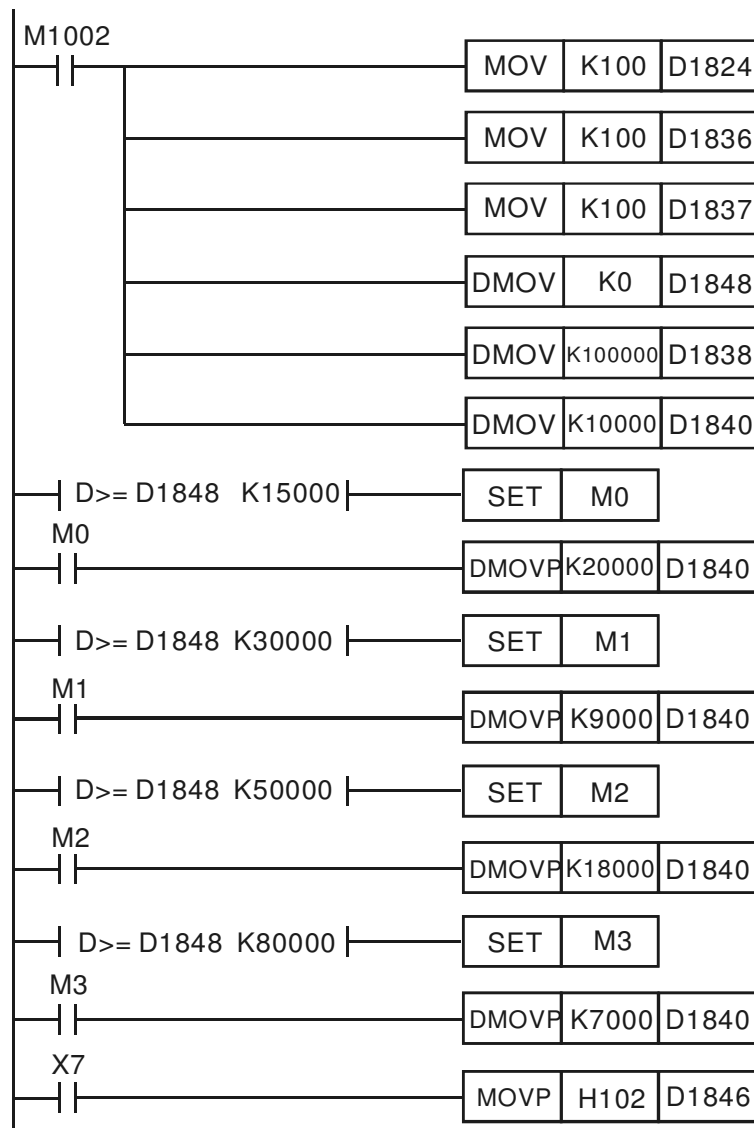 M1002
MOV K100 D1824
MOV K100 D1836
MOV K100 D1837
DMOV K0 D1848
DMOV K100000 D1838
DMOV K10000 D1840
D>= D1848 K15000 SET M0
M0
DMOVP K20000 D1840
D>= D1848 K30000 SET M1
M1
DMOVP K9000 D1840
D>= D1848 K50000 SET M2
M2
DMOVP K18000 D1840
D>= D1848 K80000 SET M3
M3
DMOVP K7000 D1840
X7
MOVP H102 D1846